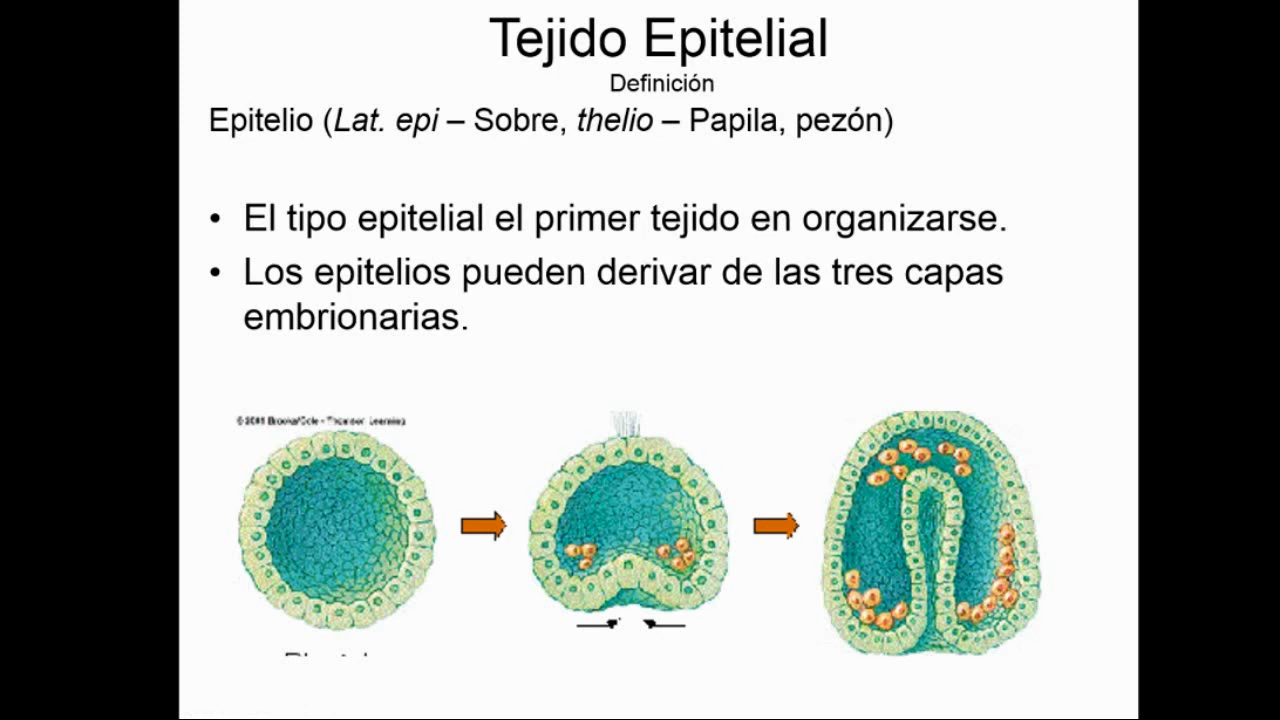 Tejido Epitelial
Definición
Epitelio (Lat. epi – Sobre, thelio – Papila, pezón)
• El tipo epitelial el primer tejido en organizarse.
• Los epitelios pueden derivar de las tres capas
embrionarias.
© 2001 Brooks/Cole - Thomson Learning